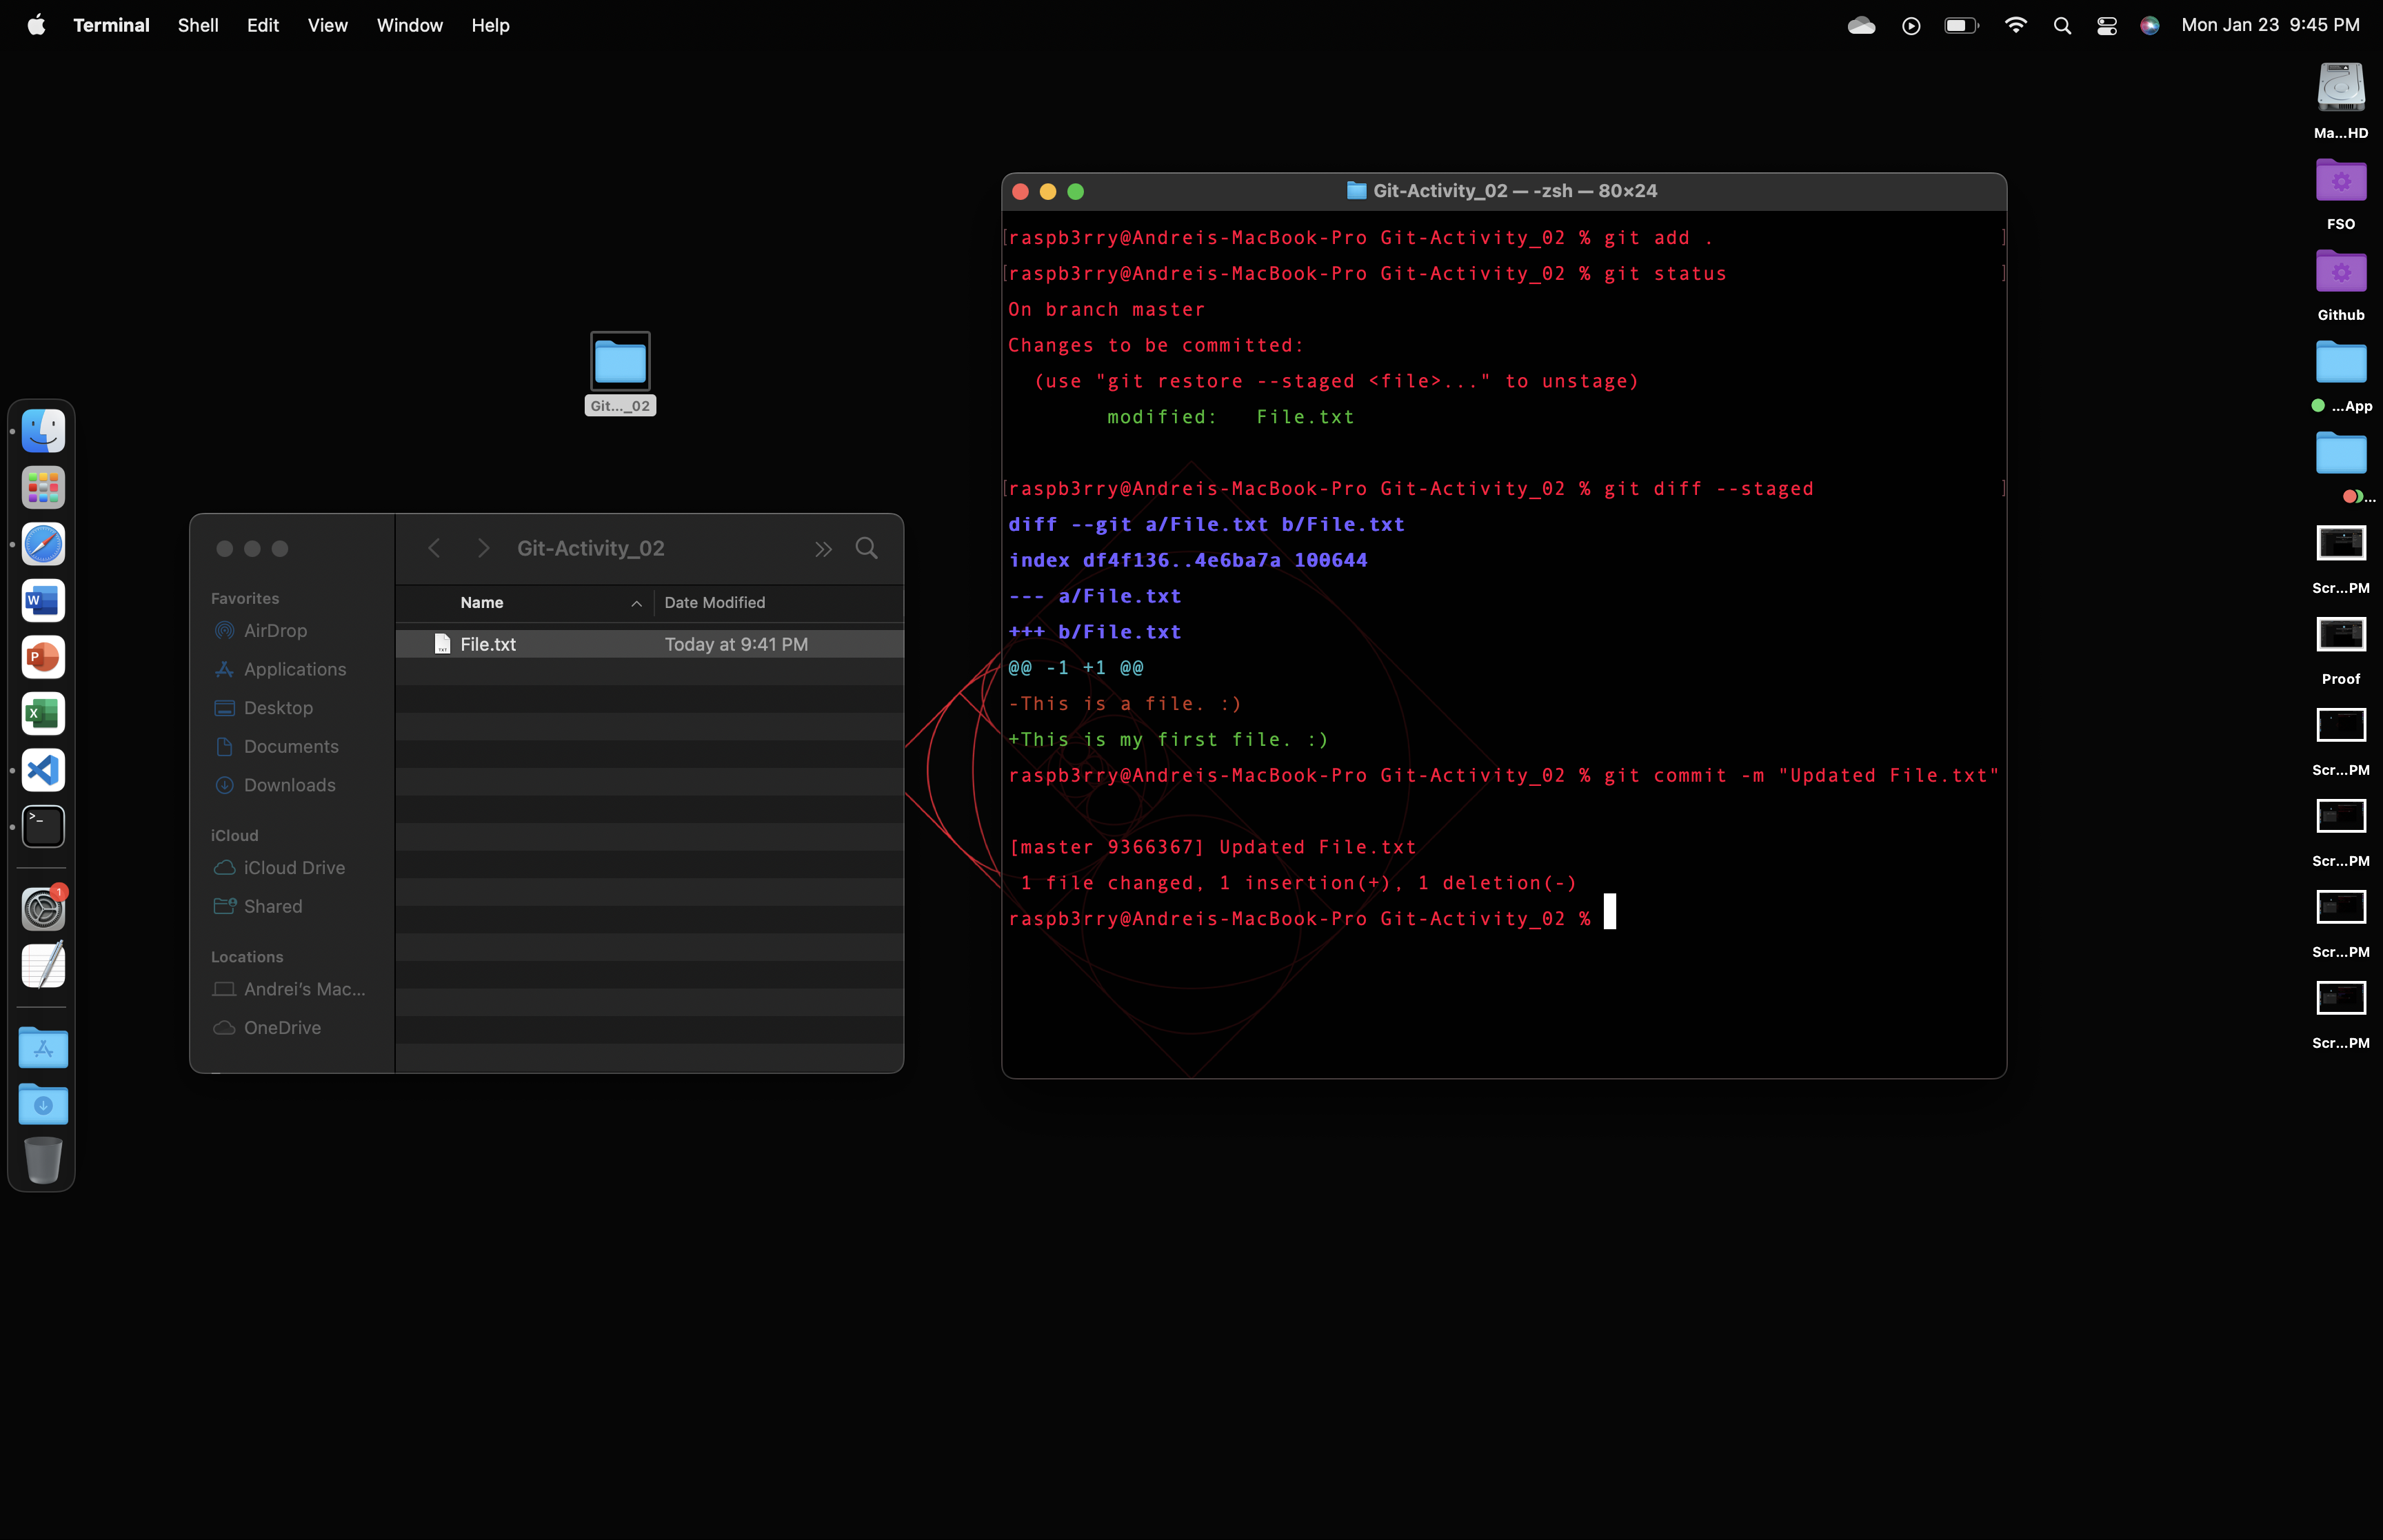 Terminal Shell Edit View Window Help
Mon Jan 23 9:45 PM
Ma...HD
FSO
Github
...App
...
Scr...PM
Proof
Scr...PM
Scr...PM
Scr...PM
Scr...PM
Git..._02
1
Git-Activity_02
Favorites
AirDrop
Applications
Desktop
Documents
Downloads
iCloud
iCloud Drive
Shared
Locations
Andrei's Mac...
OneDrive
Name Date Modified
File.txt Today at 9:41 PM
Git-Activity_02 — -zsh — 80×24
[raspb3rry@Andreis-MacBook-Pro Git-Activity_02 % git add . ]
[raspb3rry@Andreis-MacBook-Pro Git-Activity_02 % git status ]
On branch master
Changes to be committed:
(use "git restore --staged <file>..." to unstage)
modified: File.txt
[raspb3rry@Andreis-MacBook-Pro Git-Activity_02 % git diff --staged ]
diff --git a/File.txt b/File.txt
index df4f136..4e6ba7a 100644
--- a/File.txt
+++ b/File.txt
@@ -1 +1 @@
-This is a file. :)
+This is my first file. :)
raspb3rry@Andreis-MacBook-Pro Git-Activity_02 % git commit -m "Updated File.txt"
[master 9366367] Updated File.txt
1 file changed, 1 insertion(+), 1 deletion(-)
raspb3rry@Andreis-MacBook-Pro Git-Activity_02 %